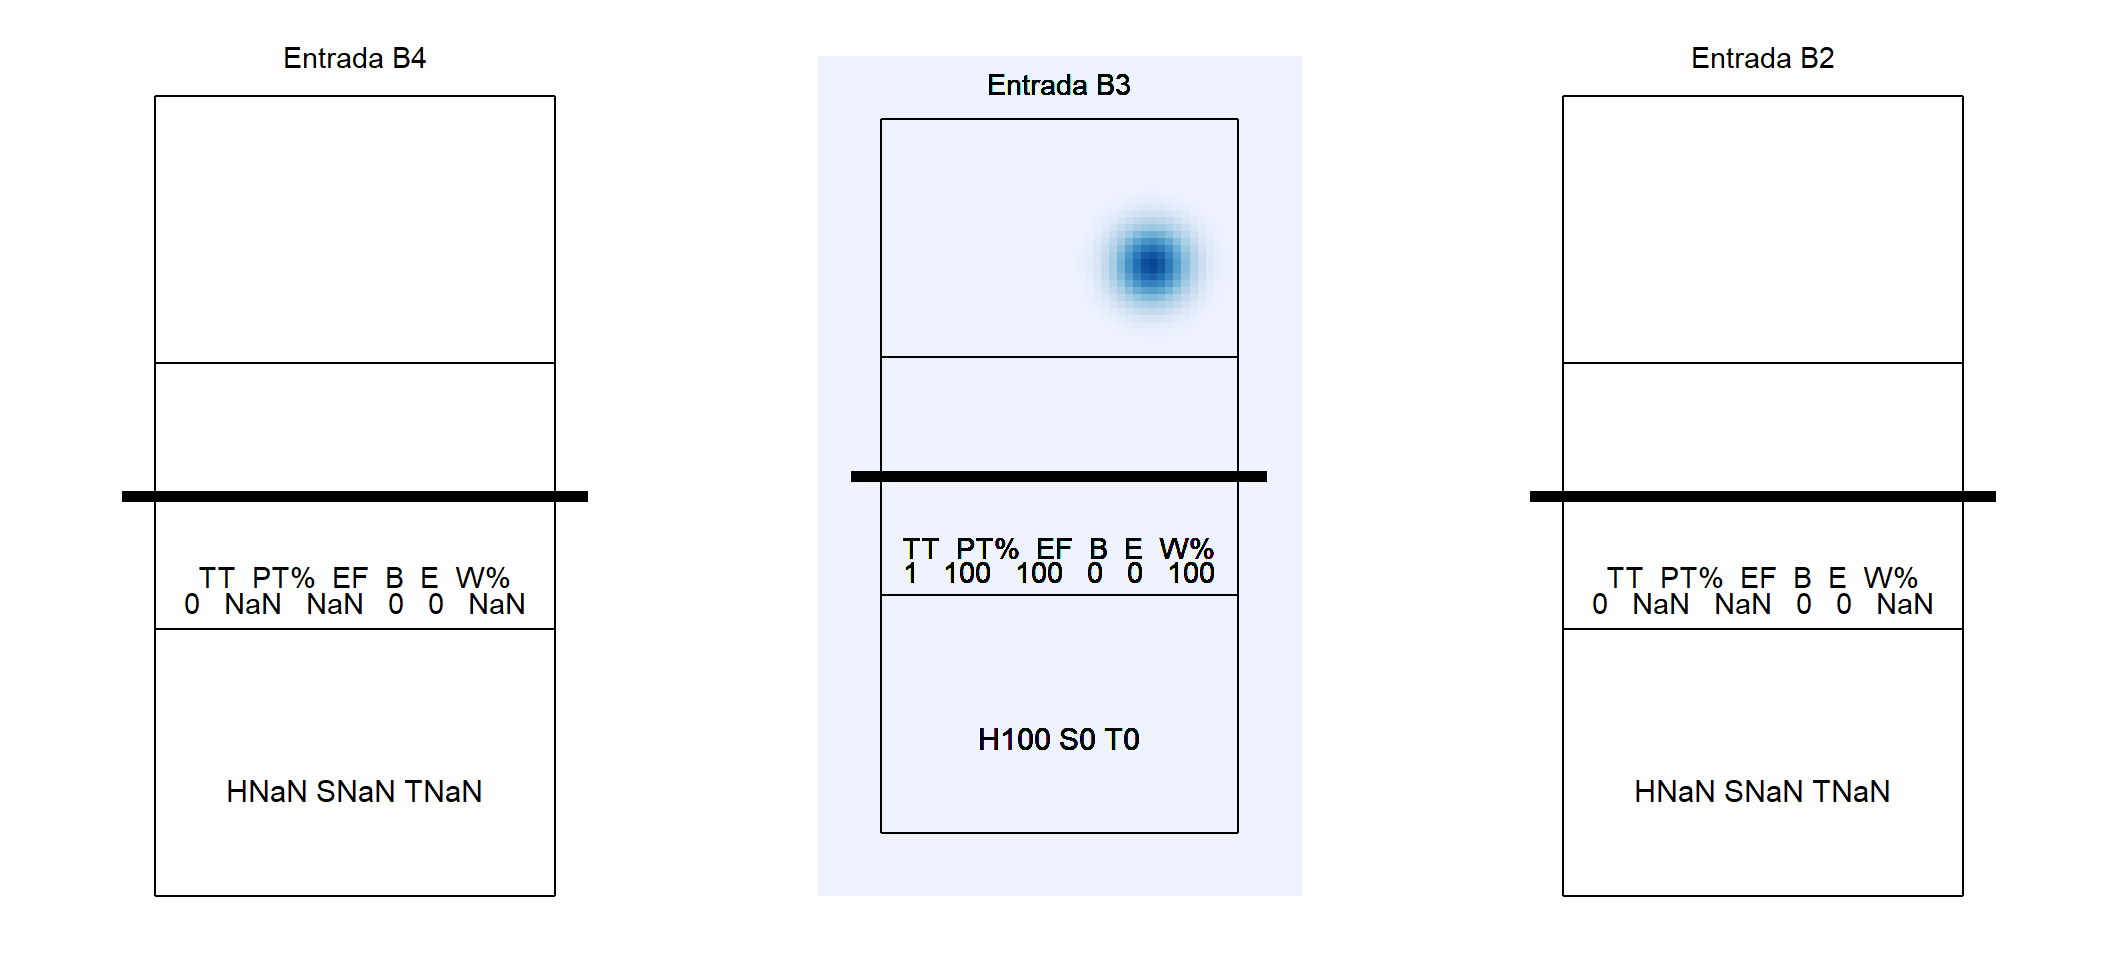 Entrada B4
TT PT% EF B E W%
0 NaN NaN 0 0 NaN
HNaN SNaN TNaN
Entrada B3
TT PT% EF B E W%
1 100 100 0 0 100
H100 S0 T0
Entrada B2
TT PT% EF B E W%
0 NaN NaN 0 0 NaN
HNaN SNaN TNaN